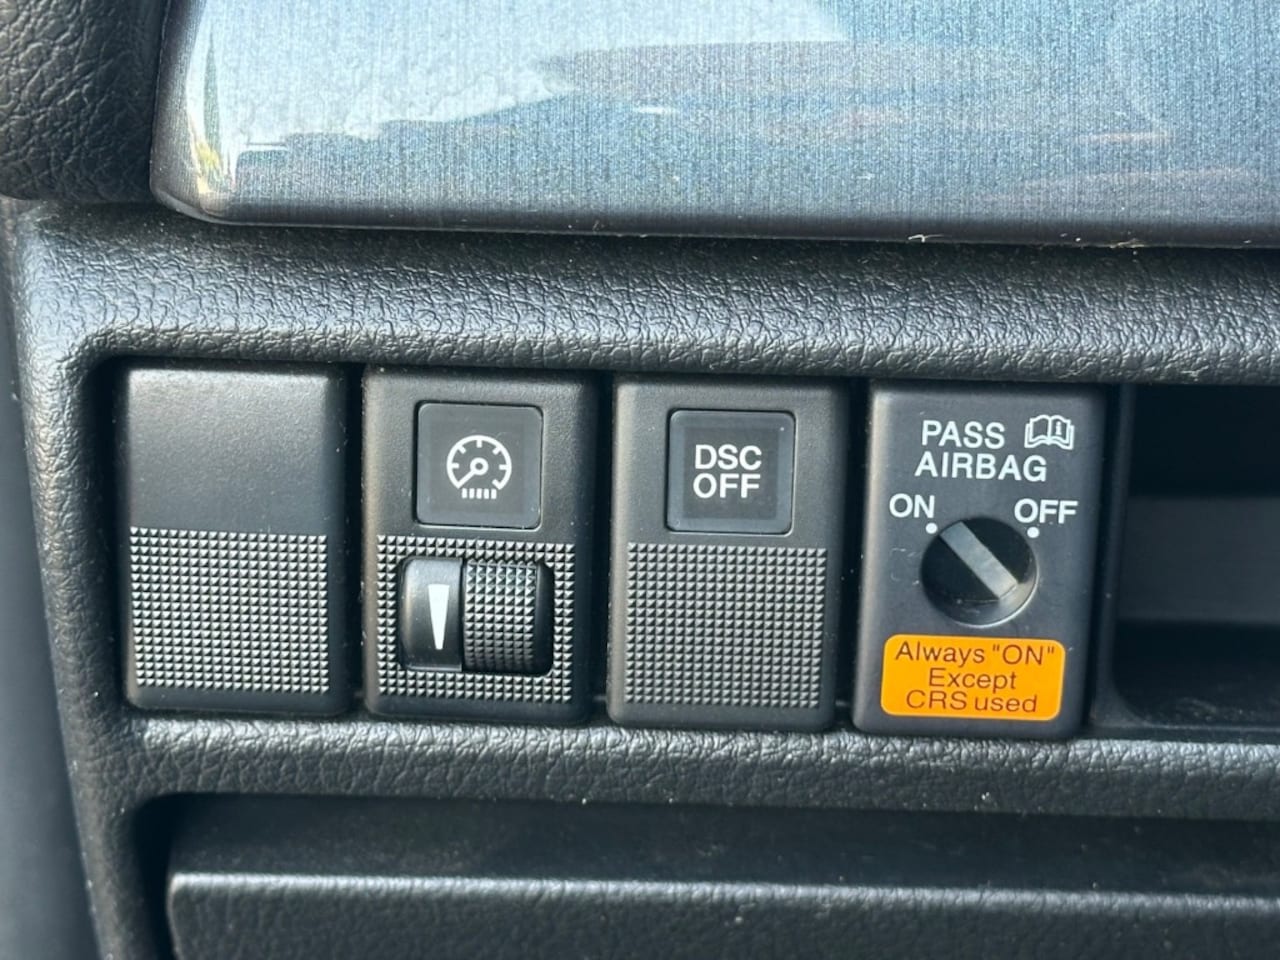 DSC
OFF
PASS
AIRBAG
ON OFF
Always "ON"
Except
CRS used